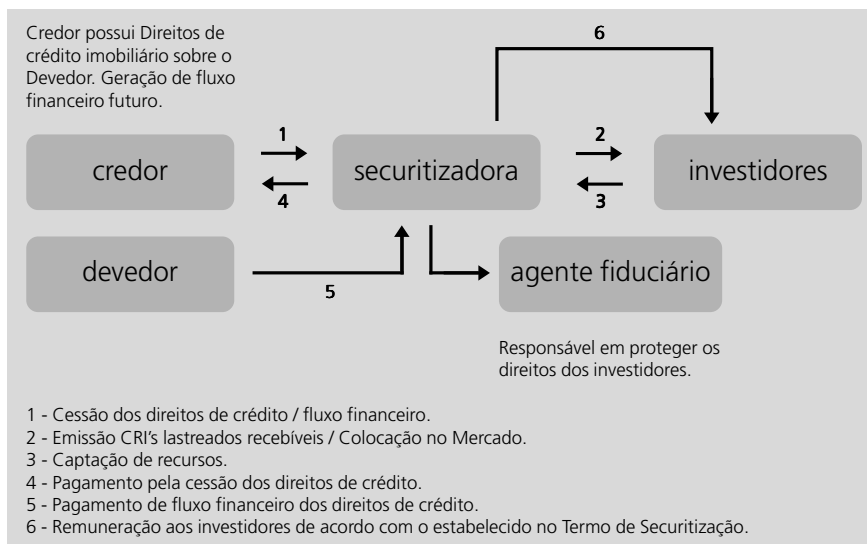 Credor possui Direitos de
crédito imobiliário sobre o
Devedor. Geração de fluxo
financeiro futuro.
6
credor
1
4
securitizadora
2
3
investidores
devedor
5
agente fiduciário
Responsável em proteger os
direitos dos investidores.
1 - Cessão dos direitos de crédito / fluxo financeiro.
2 - Emissão CRI's lastreados recebíveis / Colocação no Mercado.
3 - Captação de recursos.
4 - Pagamento pela cessão dos direitos de crédito.
5 - Pagamento de fluxo financeiro dos direitos de crédito.
6 - Remuneração aos investidores de acordo com o estabelecido no Termo de Securitização.